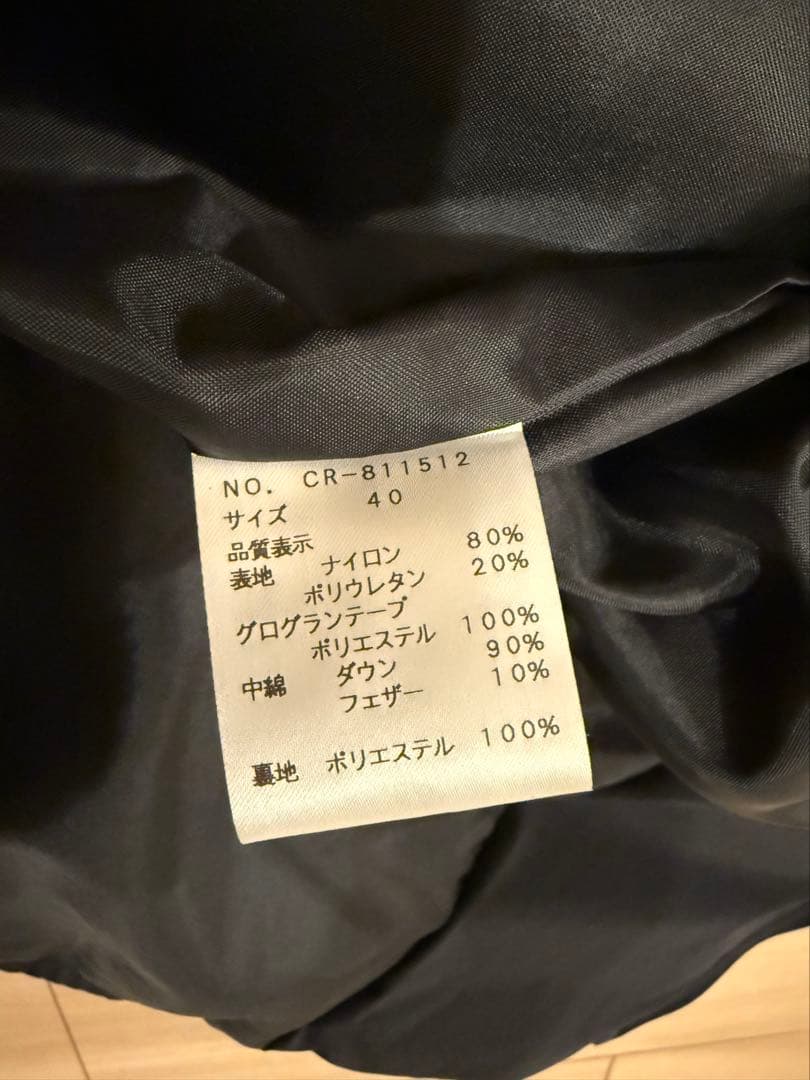 NO. CR-811512
サイズ 40
品質表示
表地 ナイロン 80%
ポリウレタン 20%
グログランテープ
ポリエステル 100%
中綿 ダウン 90%
フェザー 10%
裏地 ポリエステル 100%